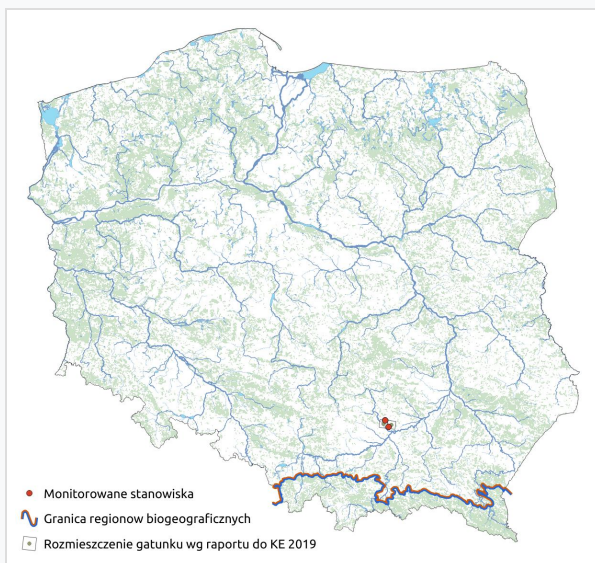 Monitorowane stanowiska
Granica regionow biogeograficznych
Rozmieszczenie gatunku wg raportu do KE 2019